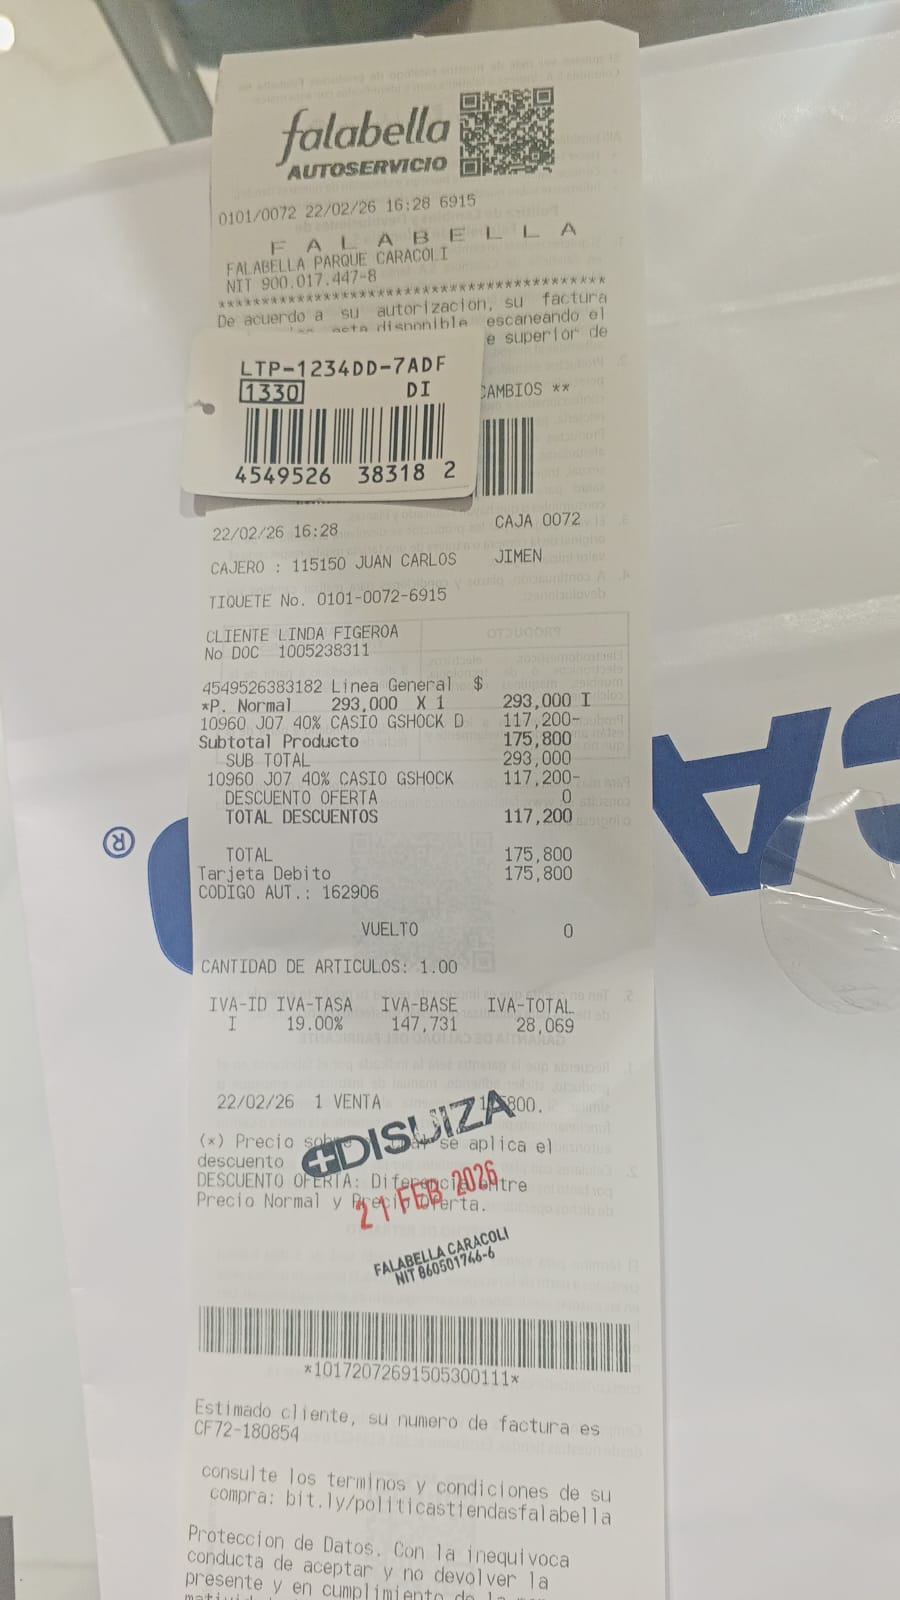 falabella
AUTOSERVICIO
0101/0072 22/02/26 16:28 6915
F A L A B E L L A
FALABELLA PARQUE CARACOLI
NIT 900.017.447-8
******************************************
De acuerdo a su autorizacion, su factura
esta disponible escaneando el
e superior de
LTP-1234DD-7ADF
1330 DI
CAMBIOS **
4549526 38318 2
22/02/26 16:28 CAJA 0072
CAJERO : 115150 JUAN CARLOS JIMEN
TIQUETE No. 0101-0072-6915
CLIENTE LINDA FIGEROA
No DOC 1005238311
4549526383182 Linea General $
*P. Normal 293,000 X 1 293,000 I
10960 J07 40% CASIO GSHOCK D 117,200-
Subtotal Producto 175,800
SUB TOTAL 293,000
10960 J07 40% CASIO GSHOCK 117,200-
DESCUENTO OFERTA 0
TOTAL DESCUENTOS 117,200
TOTAL 175,800
Tarjeta Debito 175,800
CODIGO AUT.: 162906
VUELTO 0
CANTIDAD DE ARTICULOS: 1.00
IVA-ID IVA-TASA IVA-BASE IVA-TOTAL
I 19.00% 147,731 28,069
22/02/26 1 VENTA 800.
(*) Precio se aplica el
descuento
DESCUENTO OFERTA: Diferencia entre
Precio Normal y Precio Oferta.
DISUIZA
21 FEB 2026
FALABELLA CARACOLI
NIT 860501746-6
*10172072691505300111*
Estimado cliente, su numero de factura es
CF72-180854
consulte los terminos y condiciones de su
compra: bit.ly/politicastiendasfalabella
Proteccion de Datos. Con la inequivoca
conducta de aceptar y no devolver la
presente y en cumplimiento de la
CA
®